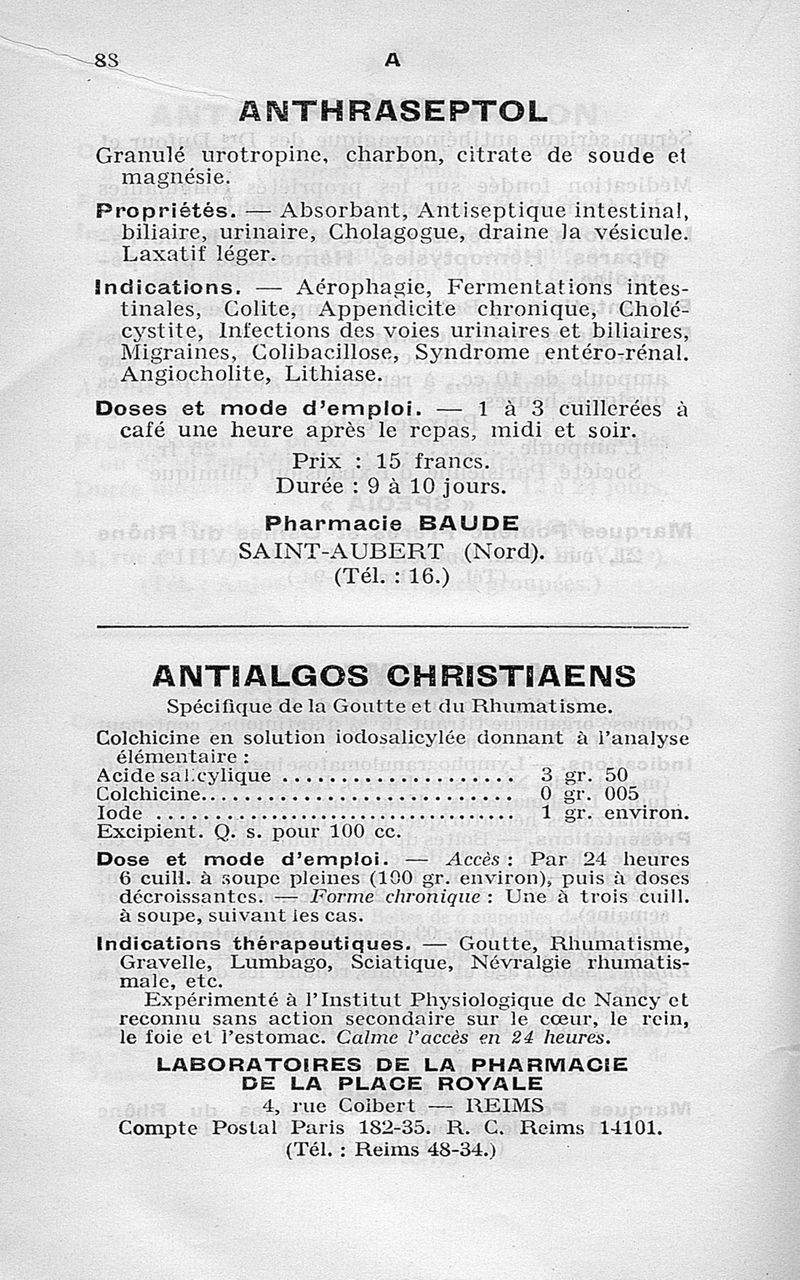 88
A
ANTHRASEPTOL
Granulé urotropine, charbon, citrate de soude et
magnésie.
Propriétés. — Absorbant, Antiseptique intestinal,
biliaire, urinaire, Cholagogue, draine la vésicule.
Laxatif léger.
Indications. — Aérophagie, Fermentations intes-
tinales, Colite, Appendicite chronique, Cholé-
cystite, Infections des voies urinaires et biliaires,
Migraines, Colibacillose, Syndrome entéro-rénal.
Angiocholite, Lithiase.
Doses et mode d'emploi. — 1 à 3 cuillerées à
café une heure après le repas, midi et soir.
Prix : 15 francs.
Durée : 9 à 10 jours.
Pharmacie BAUDE
SAINT-AUBERT (Nord).
(Tél. : 16.)
ANTIALGOS CHRISTIAENS
Spécifique de la Goutte et du Rhumatisme.
Colchicine en solution iodosalicylée donnant à l'analyse
élémentaire :
Acide salicylique .................... 3 gr. 50
Colchicine.......................... 0 gr. 005
Iode ................................ 1 gr. environ.
Excipient. Q. s. pour 100 cc.
Dose et mode d'emploi. — Accès : Par 24 heures
6 cuill. à soupe pleines (100 gr. environ), puis à doses
décroissantes. — Forme chronique : Une à trois cuill.
à soupe, suivant les cas.
Indications thérapeutiques. — Goutte, Rhumatisme,
Gravelle, Lumbago, Sciatique, Névralgie rhumatis-
male, etc.
Expérimenté à l'Institut Physiologique de Nancy et
reconnu sans action secondaire sur le cœur, le rein,
le foie et l'estomac. Calme l'accès en 24 heures.
LABORATOIRES DE LA PHARMACIE
DE LA PLACE ROYALE
4, rue Colbert — REIMS
Compte Postal Paris 182-35. R. C. Reims 14101.
(Tél. : Reims 48-34.)